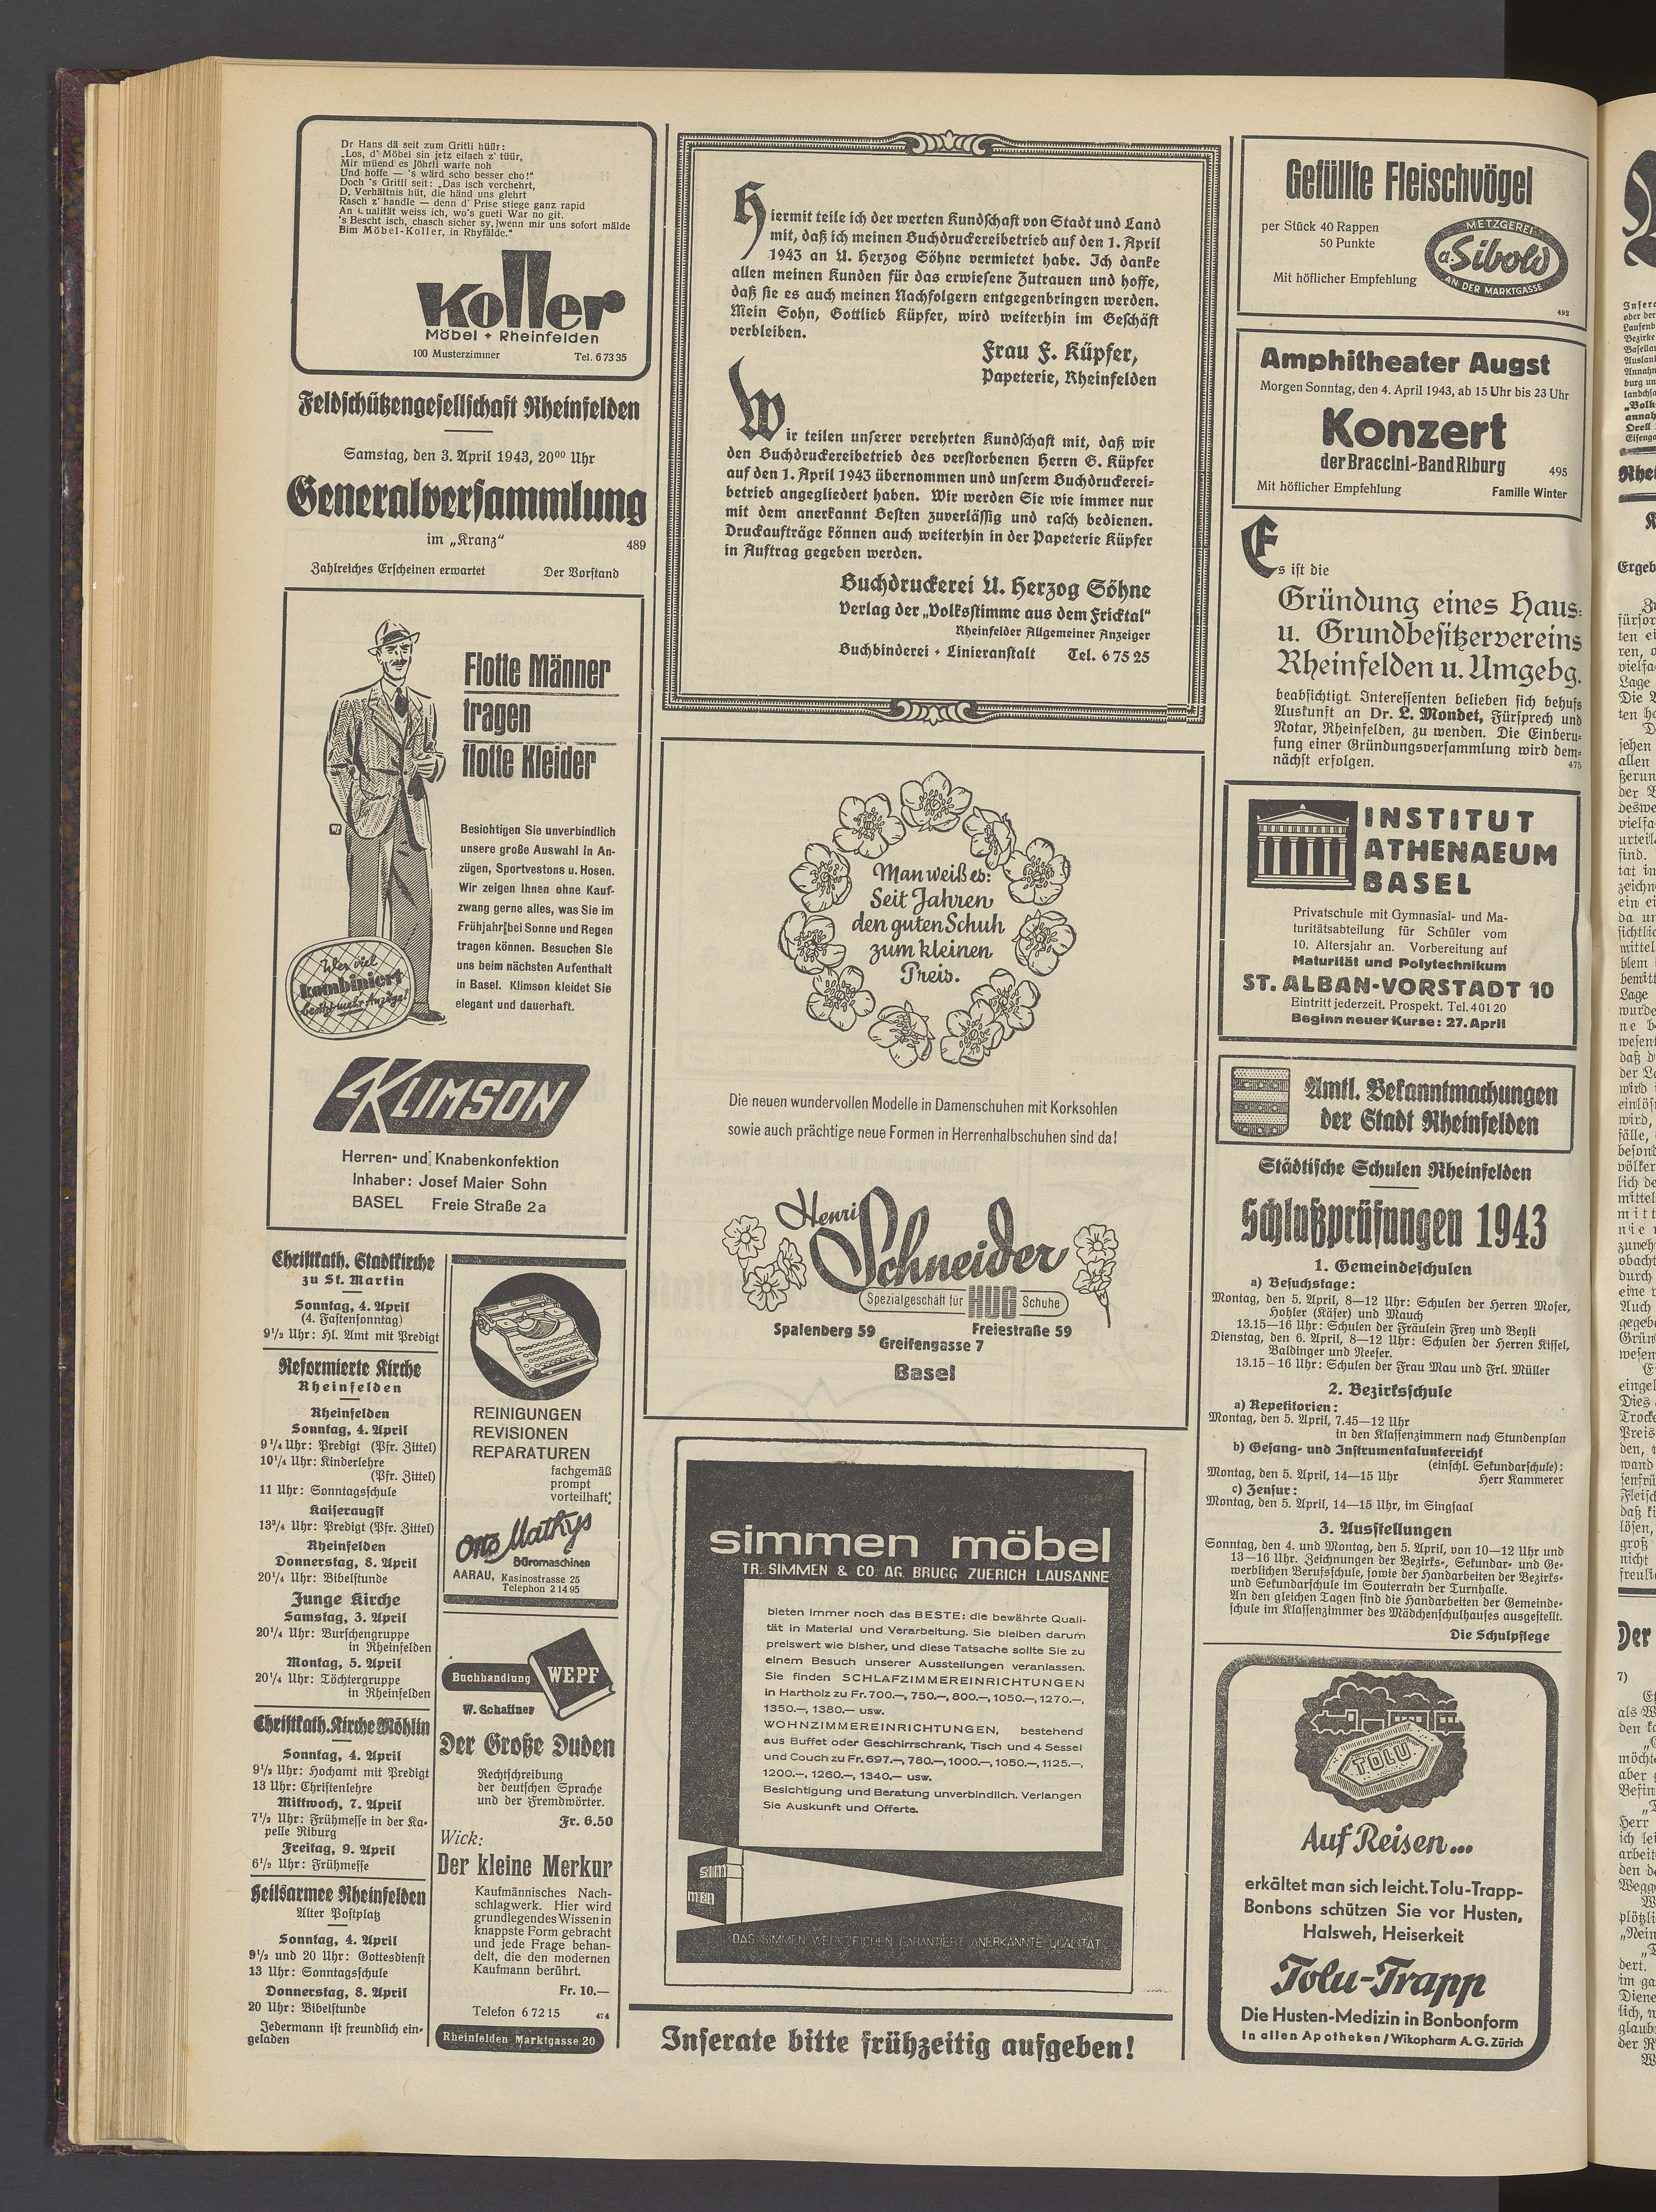 Dr Hans dä seit zum Gritli hüür:
„Los, d' Möbel sin jetz eifach z' tüür,
Mir müend es Jöhrli warte noh
Und hoffe — 's wärd scho besser cho!“
Doch 's Gritli seit: „Das isch verchehrt,
D. Verhältnis hüt, die händ uns glehrt
Rasch z' handle — denn d' Prise stiege ganz rapid
An Qualität weiss ich, wo's gueti War no git.
's Bescht isch, chasch sicher sy, wenn mir uns sofort mälde
Bim Möbel-Koller, in Rhyfälde.“
Koller
Möbel + Rheinfelden
100 Musterzimmer Tel. 6 73 35
Feldschützengesellschaft Rheinfelden
Samstag, den 3. April 1943, 20⁰⁰ Uhr
Generalversammlung
im „Kranz“ 489
Zahlreiches Erscheinen erwartet Der Vorstand
Flotte Männer
tragen
flotte Kleider
Besichtigen Sie unverbindlich
unsere große Auswahl in An-
zügen, Sportvestons u. Hosen.
Wir zeigen Ihnen ohne Kauf-
zwang gerne alles, was Sie im
Frühjahr bei Sonne und Regen
tragen können. Besuchen Sie
uns beim nächsten Aufenthalt
in Basel. Klimson kleidet Sie
elegant und dauerhaft.
Wer viel
kombiniert
besitzt mehr Anzüge!
KLIMSON
Herren- und Knabenkonfektion
Inhaber: Josef Maier Sohn
BASEL Freie Straße 2a
Christkath. Stadtkirche
zu St. Martin
Sonntag, 4. April
(4. Fastensonntag)
9½ Uhr: Hl. Amt mit Predigt
Reformierte Kirche
Rheinfelden
Rheinfelden
Sonntag, 4. April
9¼ Uhr: Predigt (Pfr. Zittel)
10¼ Uhr: Kinderlehre
(Pfr. Zittel)
11 Uhr: Sonntagsschule
Kaiseraugst
13¾ Uhr: Predigt (Pfr. Zittel)
Rheinfelden
Donnerstag, 8. April
20¼ Uhr: Bibelstunde
Junge Kirche
Samstag, 3. April
20¼ Uhr: Burschengruppe
in Rheinfelden
Montag, 5. April
20¼ Uhr: Töchtergruppe
in Rheinfelden
Christkath. Kirche Möhlin
Sonntag, 4. April
9½ Uhr: Hochamt mit Predigt
13 Uhr: Christenlehre
Mittwoch, 7. April
7½ Uhr: Frühmesse in der Ka-
pelle Riburg
Freitag, 9. April
6½ Uhr: Frühmesse
Heilsarmee Rheinfelden
Alter Postplatz
Sonntag, 4. April
9½ und 20 Uhr: Gottesdienst
13 Uhr: Sonntagsschule
Donnerstag, 8. April
20 Uhr: Bibelstunde
Jedermann ist freundlich ein-
geladen
REINIGUNGEN
REVISIONEN
REPARATUREN
fachgemäß
prompt
vorteilhaft
Otto Mathys
Büromaschinen
AARAU, Kasinostrasse 25
Telephon 2 14 95
Buchhandlung WEPF
W. Schaffner
Der Große Duden
Rechtschreibung
der deutschen Sprache
und der Fremdwörter.
Fr. 6.50
Wick:
Der kleine Merkur
Kaufmännisches Nach-
schlagwerk. Hier wird
grundlegendes Wissen in
knappste Form gebracht
und jede Frage behan-
delt, die den modernen
Kaufmann berührt.
Fr. 10.—
Telefon 6 72 15 474
Rheinfelden Marktgasse 20
Hiermit teile ich der werten Kundschaft von Stadt und Land
mit, daß ich meinen Buchdruckereibetrieb auf den 1. April
1943 an U. Herzog Söhne vermietet habe. Ich danke
allen meinen Kunden für das erwiesene Zutrauen und hoffe,
daß sie es auch meinen Nachfolgern entgegenbringen werden.
Mein Sohn, Gottlieb Küpfer, wird weiterhin im Geschäft
verbleiben.
Frau F. Küpfer,
Papeterie, Rheinfelden
Wir teilen unserer verehrten Kundschaft mit, daß wir
den Buchdruckereibetrieb des verstorbenen Herrn G. Küpfer
auf den 1. April 1943 übernommen und unserm Buchdruckerei-
betrieb angegliedert haben. Wir werden Sie wie immer nur
mit dem anerkannt Besten zuverlässig und rasch bedienen.
Druckaufträge können auch weiterhin in der Papeterie Küpfer
in Auftrag gegeben werden.
Buchdruckerei U. Herzog Söhne
Verlag der „Volksstimme aus dem Fricktal“
Rheinfelder Allgemeiner Anzeiger
Buchbinderei + Linieranstalt Tel. 6 75 25
Man weiß es:
Seit Jahren
den guten Schuh
zum kleinen
Preis.
Die neuen wundervollen Modelle in Damenschuhen mit Korksohlen
sowie auch prächtige neue Formen in Herrenhalbschuhen sind da!
Henri
Schneider
Spezialgeschäft für HUG Schuhe
Spalenberg 59 Freiestraße 59
Greifengasse 7
Basel
simmen möbel
TR. SIMMEN & CO. AG. BRUGG ZUERICH LAUSANNE
bieten immer noch das BESTE: die bewährte Quali-
tät in Material und Verarbeitung. Sie bleiben darum
preiswert wie bisher, und diese Tatsache sollte Sie zu
einem Besuch unserer Ausstellungen veranlassen.
Sie finden SCHLAFZIMMEREINRICHTUNGEN
in Hartholz zu Fr. 700.—, 750.—, 800.—, 1050.—, 1270.—,
1350.—, 1380.— usw.
WOHNZIMMEREINRICHTUNGEN, bestehend
aus Buffet oder Geschirrschrank, Tisch und 4 Sessel
und Couch zu Fr. 697.—, 780.—, 1000.—, 1050.—, 1125.—,
1200.—, 1260.—, 1340.— usw.
Besichtigung und Beratung unverbindlich. Verlangen
Sie Auskunft und Offerte.
SIM
men
DAS SIMMEN WERKZEICHEN GARANTIERT ANERKANNTE QUALITÄT
Inserate bitte frühzeitig aufgeben!
Gefüllte Fleischvögel
per Stück 40 Rappen
50 Punkte
Mit höflicher Empfehlung
METZGEREI
a. Sibold
AN DER MARKTGASSE
492
Amphitheater Augst
Morgen Sonntag, den 4. April 1943, ab 15 Uhr bis 23 Uhr
Konzert
der Braccini-Band Riburg 495
Mit höflicher Empfehlung Familie Winter
Es ist die
Gründung eines Haus-
u. Grundbesitzervereins
Rheinfelden u. Umgebg.
beabsichtigt. Interessenten belieben sich behufs
Auskunft an Dr. L. Mondet, Fürsprech und
Notar, Rheinfelden, zu wenden. Die Einberu-
fung einer Gründungsversammlung wird dem-
nächst erfolgen. 475
INSTITUT
ATHENAEUM
BASEL
Privatschule mit Gymnasial- und Ma-
turitätsabteilung für Schüler vom
10. Altersjahr an. Vorbereitung auf
Maturität und Polytechnikum
ST. ALBAN-VORSTADT 10
Eintritt jederzeit. Prospekt. Tel. 4 01 20
Beginn neuer Kurse: 27. April
Amtl. Bekanntmachungen
der Stadt Rheinfelden
Städtische Schulen Rheinfelden
Schlußprüfungen 1943
1. Gemeindeschulen
a) Besuchstage:
Montag, den 5. April, 8—12 Uhr: Schulen der Herren Moser,
Hohler (Käser) und Mauch
13.15—16 Uhr: Schulen der Fräulein Frey und Beyli
Dienstag, den 6. April, 8—12 Uhr: Schulen der Herren Kissel,
Baldinger und Neeser.
13.15—16 Uhr: Schulen der Frau Mau und Frl. Müller
2. Bezirksschule
a) Repetitorien:
Montag, den 5. April, 7.45—12 Uhr
in den Klassenzimmern nach Stundenplan
b) Gesang- und Instrumentalunterricht
(einschl. Sekundarschule):
Montag, den 5. April, 14—15 Uhr Herr Kammerer
c) Zensur:
Montag, den 5. April, 14—15 Uhr, im Singsaal
3. Ausstellungen
Sonntag, den 4. und Montag, den 5. April, von 10—12 Uhr und
13—16 Uhr. Zeichnungen der Bezirks-, Sekundar- und Ge-
werblichen Berufsschule, sowie der Handarbeiten der Bezirks-
und Sekundarschule im Souterrain der Turnhalle.
An den gleichen Tagen sind die Handarbeiten der Gemeinde-
schule im Klassenzimmer des Mädchenschulhauses ausgestellt.
Die Schulpflege
TOLU
Auf Reisen...
erkältet man sich leicht. Tolu-Trapp-
Bonbons schützen Sie vor Husten,
Halsweh, Heiserkeit
Tolu-Trapp
Die Husten-Medizin in Bonbonform
In allen Apotheken / Wikopharm A. G. Zürich